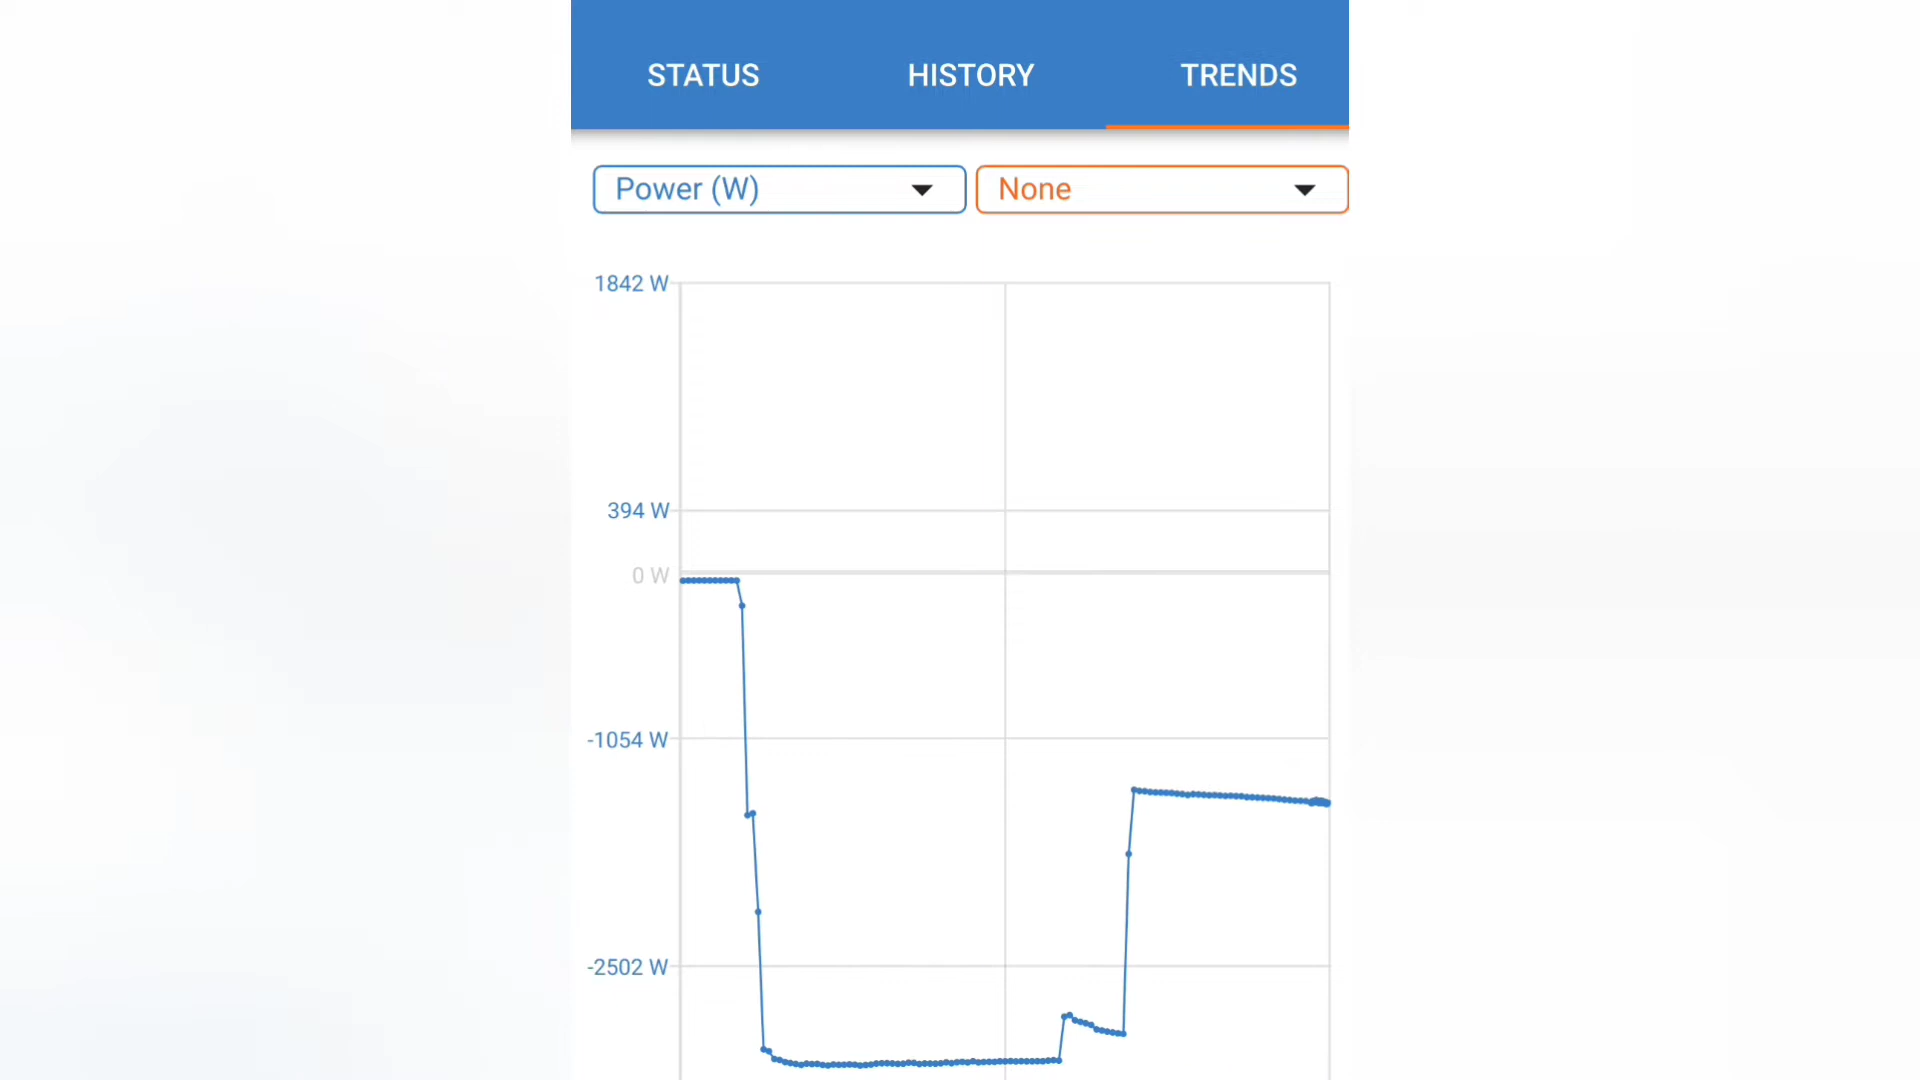 STATUS HISTORY TRENDS
Power (W) None
1842 W
394 W
0 W
-1054 W
-2502 W